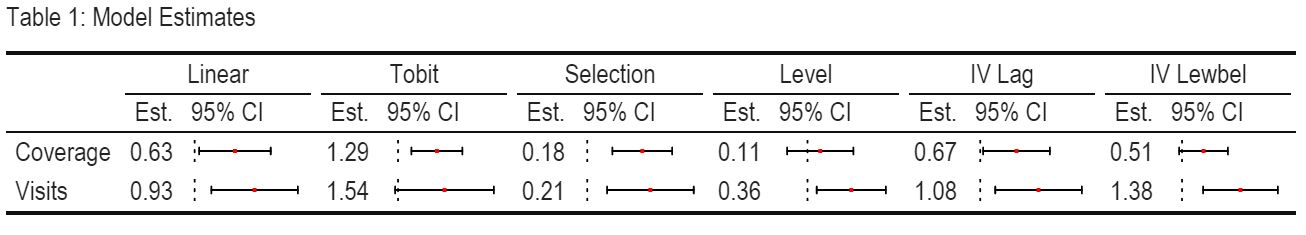 Table 1: Model Estimates
Linear Tobit Selection Level IV Lag IV Lewbel
Est. 95% CI Est. 95% CI Est. 95% CI Est. 95% CI Est. 95% CI Est. 95% CI
Coverage 0.63 1.29 0.18 0.11 0.67 0.51
Visits 0.93 1.54 0.21 0.36 1.08 1.38